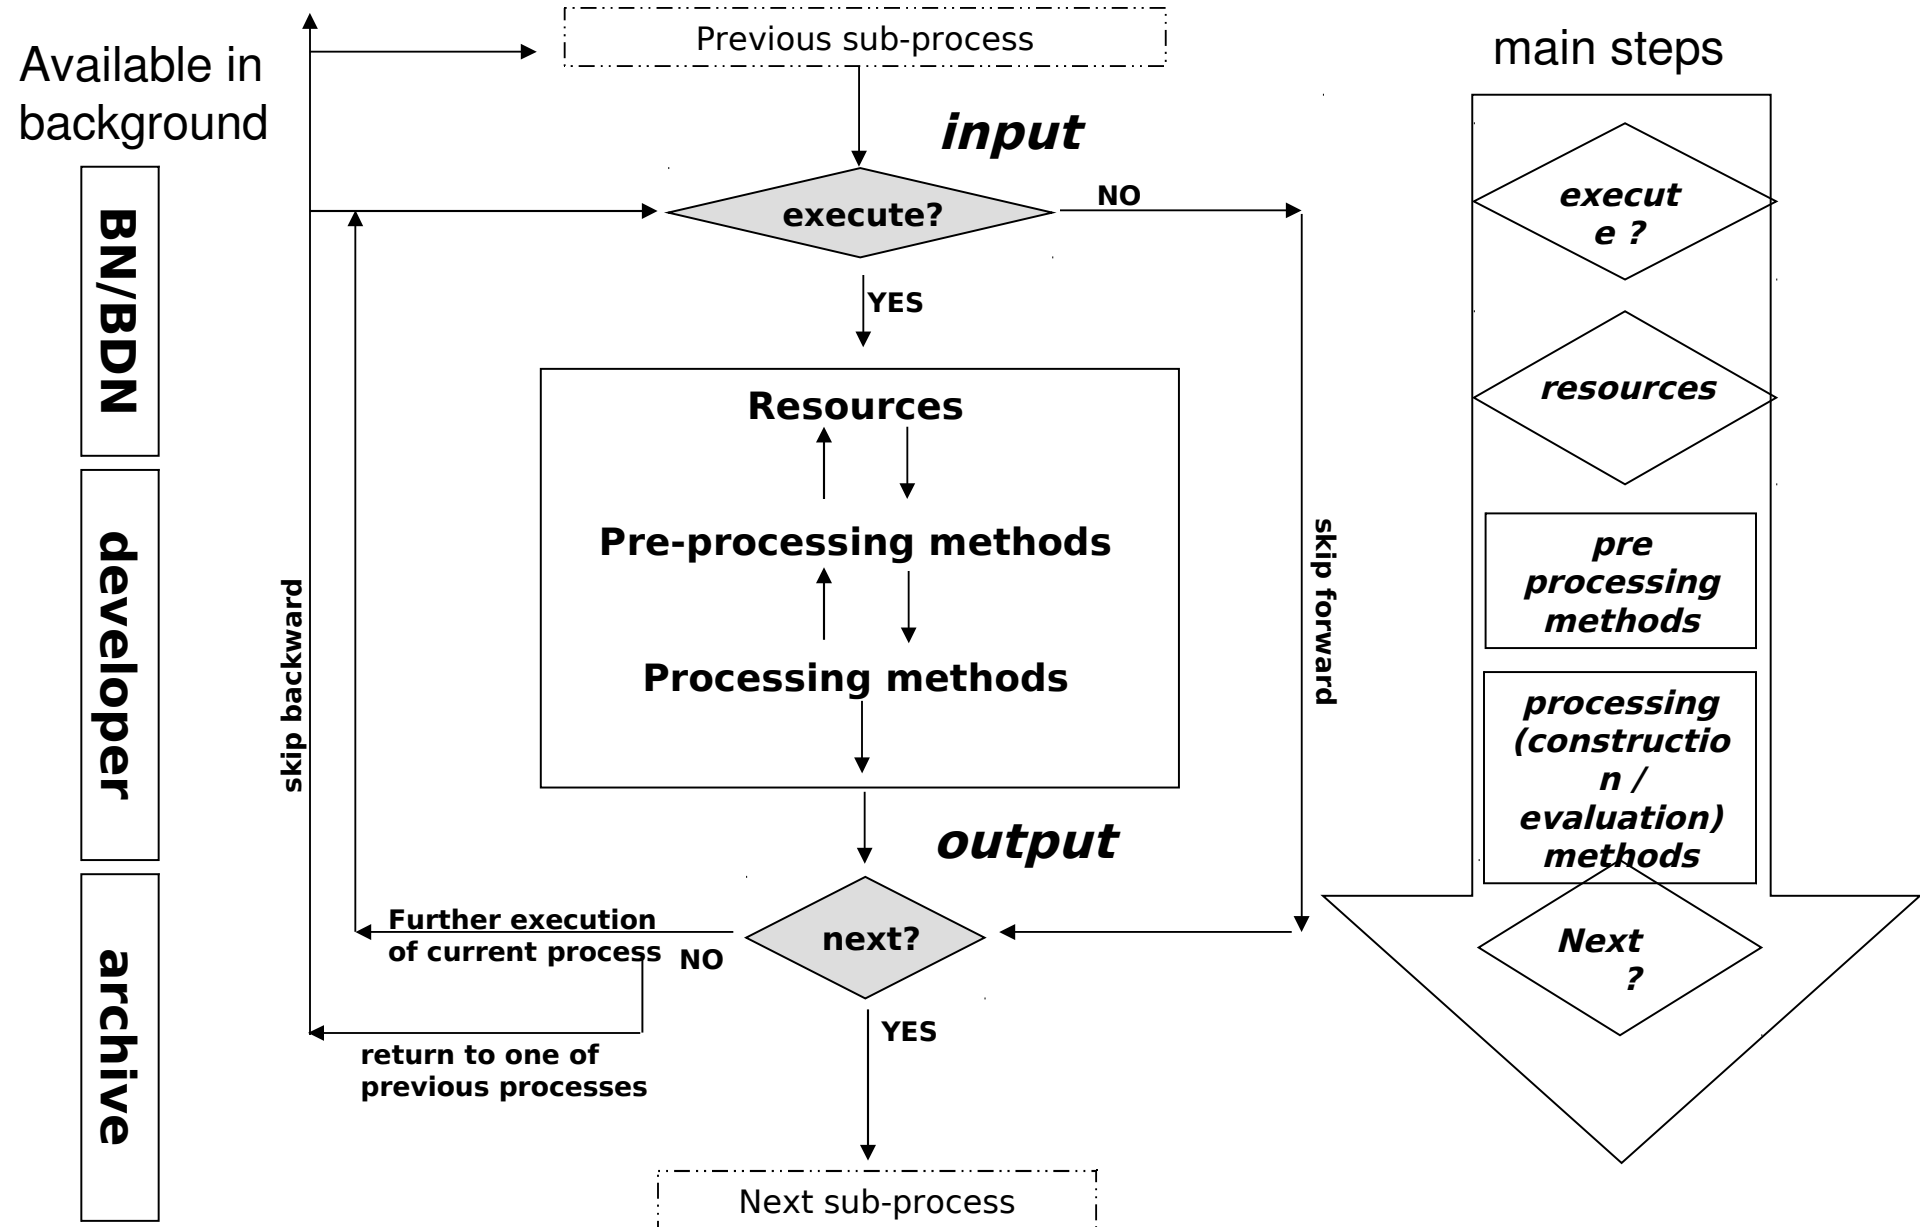 Available in
background
BN/BDN
developer
archive
Previous sub-process
input
execute?
NO
YES
Resources
Pre-processing methods
Processing methods
skip backward
skip forward
output
next?
Further execution
of current process
NO
return to one of
previous processes
YES
Next sub-process
main steps
execut
e ?
resources
pre
processing
methods
processing
(constructio
n /
evaluation)
methods
Next
?